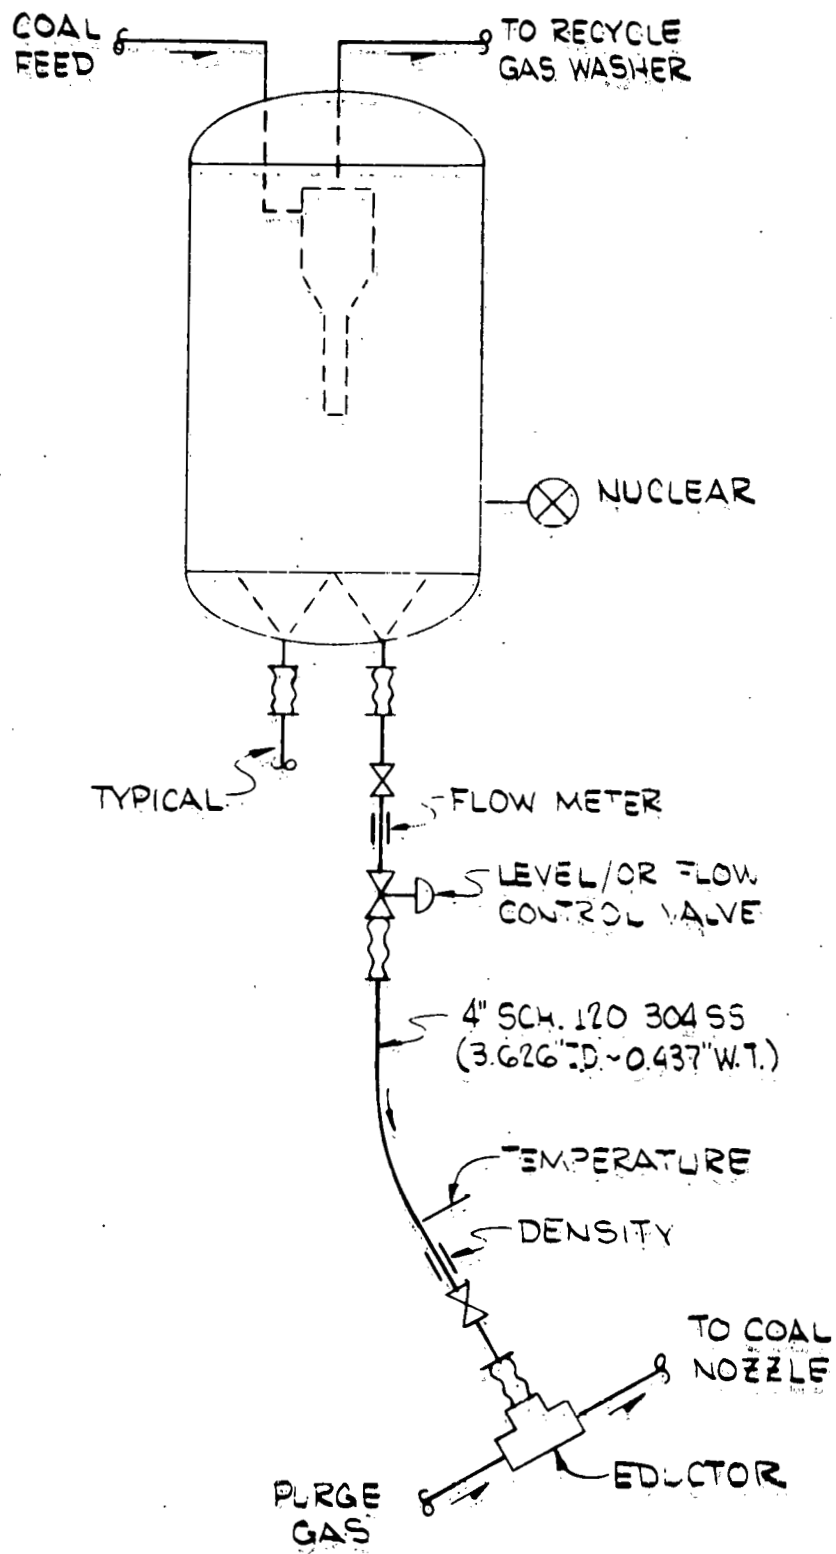 COAL
FEED
TO RECYCLE
GAS WASHER
NUCLEAR
TYPICAL
FLOW METER
LEVEL/OR FLOW
CONTROL VALVE
4" SCH. 120 304 SS
(3.626" I.D.~0.437" W.T.)
TEMPERATURE
DENSITY
TO COAL
NOZZLE
EDUCTOR
PURGE
GAS